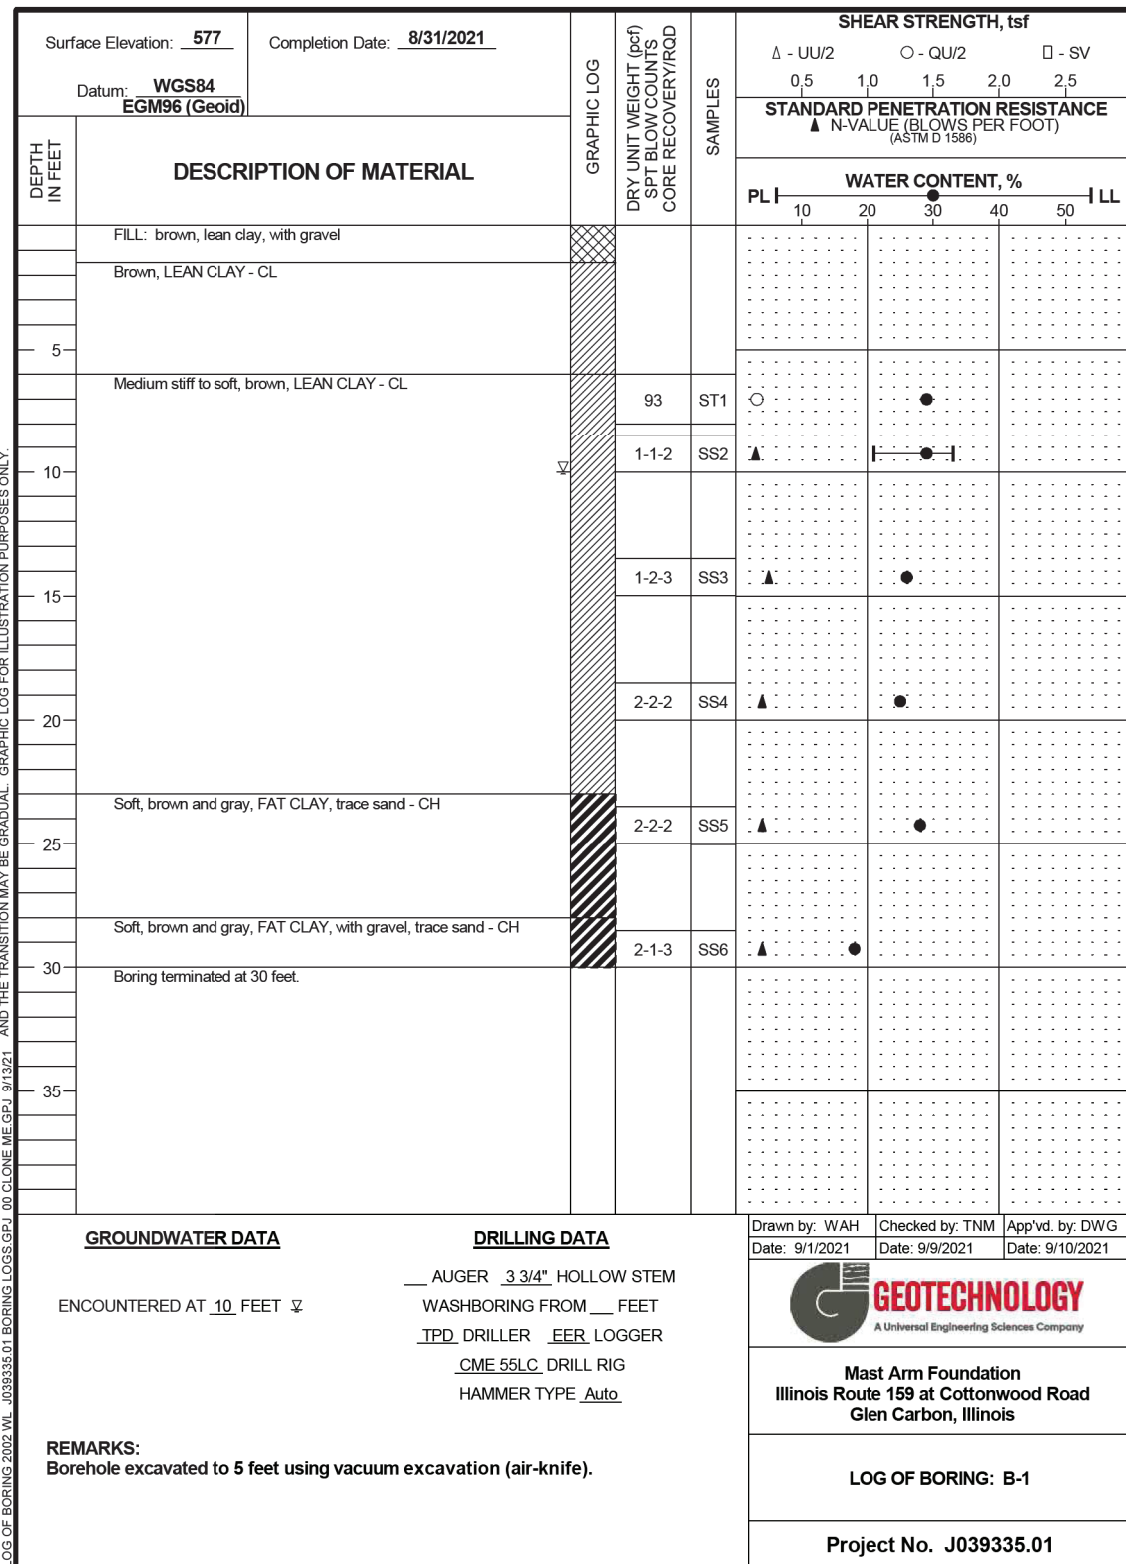 Surface Elevation: 577
Completion Date: 8/31/2021
Datum: WGS84
EGM96 (Geoid)
DEPTH
IN FEET
DESCRIPTION OF MATERIAL
GRAPHIC LOG
DRY UNIT WEIGHT (pcf)
SPT BLOW COUNTS
CORE RECOVERY/RQD
SAMPLES
SHEAR STRENGTH, tsf
Δ - UU/2 ○ - QU/2 □ - SV
0.5 1.0 1.5 2.0 2.5
STANDARD PENETRATION RESISTANCE
▲ N-VALUE (BLOWS PER FOOT)
(ASTM D 1586)
WATER CONTENT, %
PL LL
10 20 30 40 50
FILL: brown, lean clay, with gravel
Brown, LEAN CLAY - CL
5
Medium stiff to soft, brown, LEAN CLAY - CL
93 ST1
1-1-2 SS2
10
1-2-3 SS3
15
2-2-2 SS4
20
Soft, brown and gray, FAT CLAY, trace sand - CH
2-2-2 SS5
25
Soft, brown and gray, FAT CLAY, with gravel, trace sand - CH
2-1-3 SS6
30
Boring terminated at 30 feet.
35
AND THE TRANSITION MAY BE GRADUAL. GRAPHIC LOG FOR ILLUSTRATION PURPOSES ONLY.
LOG OF BORING 2002 WL J039335.01 BORING LOGS.GPJ 00 CLONE ME.GPJ 9/13/21
GROUNDWATER DATA
ENCOUNTERED AT 10 FEET
DRILLING DATA
___ AUGER 3 3/4" HOLLOW STEM
WASHBORING FROM ___ FEET
TPD DRILLER EER LOGGER
CME 55LC DRILL RIG
HAMMER TYPE Auto
REMARKS:
Borehole excavated to 5 feet using vacuum excavation (air-knife).
Drawn by: WAH Checked by: TNM App'vd. by: DWG
Date: 9/1/2021 Date: 9/9/2021 Date: 9/10/2021
GEOTECHNOLOGY
A Universal Engineering Sciences Company
Mast Arm Foundation
Illinois Route 159 at Cottonwood Road
Glen Carbon, Illinois
LOG OF BORING: B-1
Project No. J039335.01